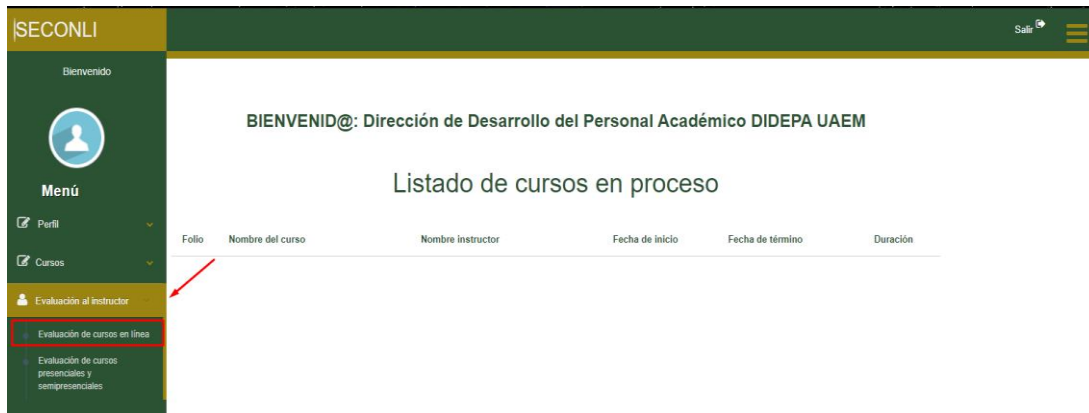 SECONLI
Salir
Bienvenido
BIENVENID@: Dirección de Desarrollo del Personal Académico DIDEPA UAEM
Menú
Listado de cursos en proceso
Perfil
Folio Nombre del curso Nombre instructor Fecha de inicio Fecha de término Duración
Cursos
Evaluación al instructor
Evaluación de cursos en línea
Evaluación de cursos
presenciales y
semipresenciales